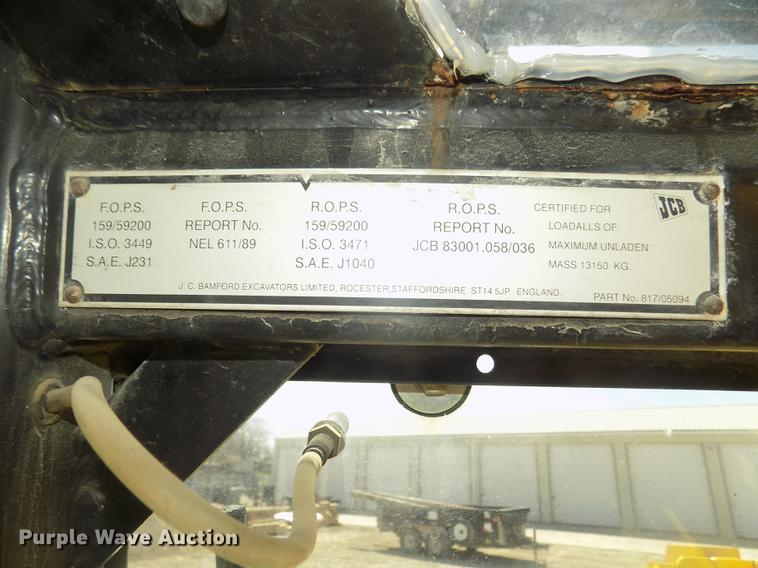 F.O.P.S.
159/59200
I.S.O. 3449
S.A.E. J231
F.O.P.S.
REPORT No.
NEL 611/89
R.O.P.S.
159/59200
I.S.O. 3471
S.A.E. J1040
R.O.P.S.
REPORT No.
JCB 83001.058/036
CERTIFIED FOR
LOADALLS OF
MAXIMUM UNLADEN
MASS 13150 KG.
JCB
J.C. BAMFORD EXCAVATORS LIMITED, ROCESTER, STAFFORDSHIRE ST14 5JP. ENGLAND.
PART No. 817/05094
Purple Wave Auction